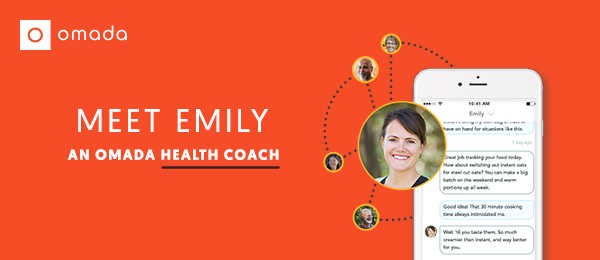 omada
MEET EMILY
AN OMADA HEALTH COACH
10:41 AM
Emily
have on hand for situations like this.
1 day ago
Great job tracking your food today.
How about switching out instant oats
for steel cut oats? You can make a big
batch on the weekend and warm
portions up all week.
Good idea! That 30 minute cooking
time always intimidated me.
Wait 'til you taste them. So much
creamier than instant, and way better
for you.